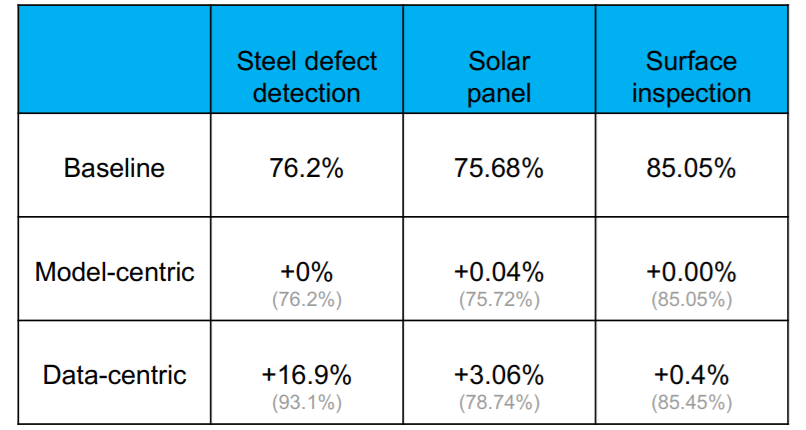 Steel defect
detection
Solar
panel
Surface
inspection
Baseline
76.2%
75.68%
85.05%
Model-centric
+0%
(76.2%)
+0.04%
(75.72%)
+0.00%
(85.05%)
Data-centric
+16.9%
(93.1%)
+3.06%
(78.74%)
+0.4%
(85.45%)